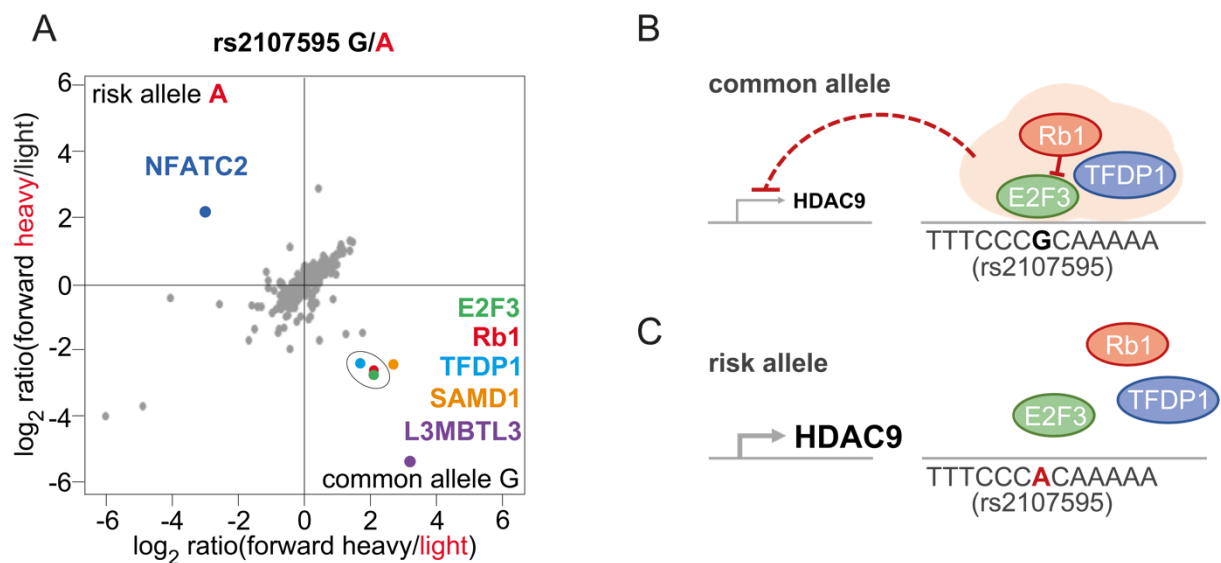 A
rs2107595 G/A
risk allele A
NFATC2
E2F3
Rb1
TFDP1
SAMD1
L3MBTL3
common allele G
6
4
2
0
-2
-4
-6
-6
-4
-2
0
2
4
6
log2 ratio(forward heavy/light)
log2 ratio(forward heavy/light)
B
common allele
Rb1
TFDP1
E2F3
HDAC9
TTTCCCGCAAAAA
(rs2107595)
C
risk allele
Rb1
TFDP1
E2F3
HDAC9
TTTCCCACAAAAA
(rs2107595)